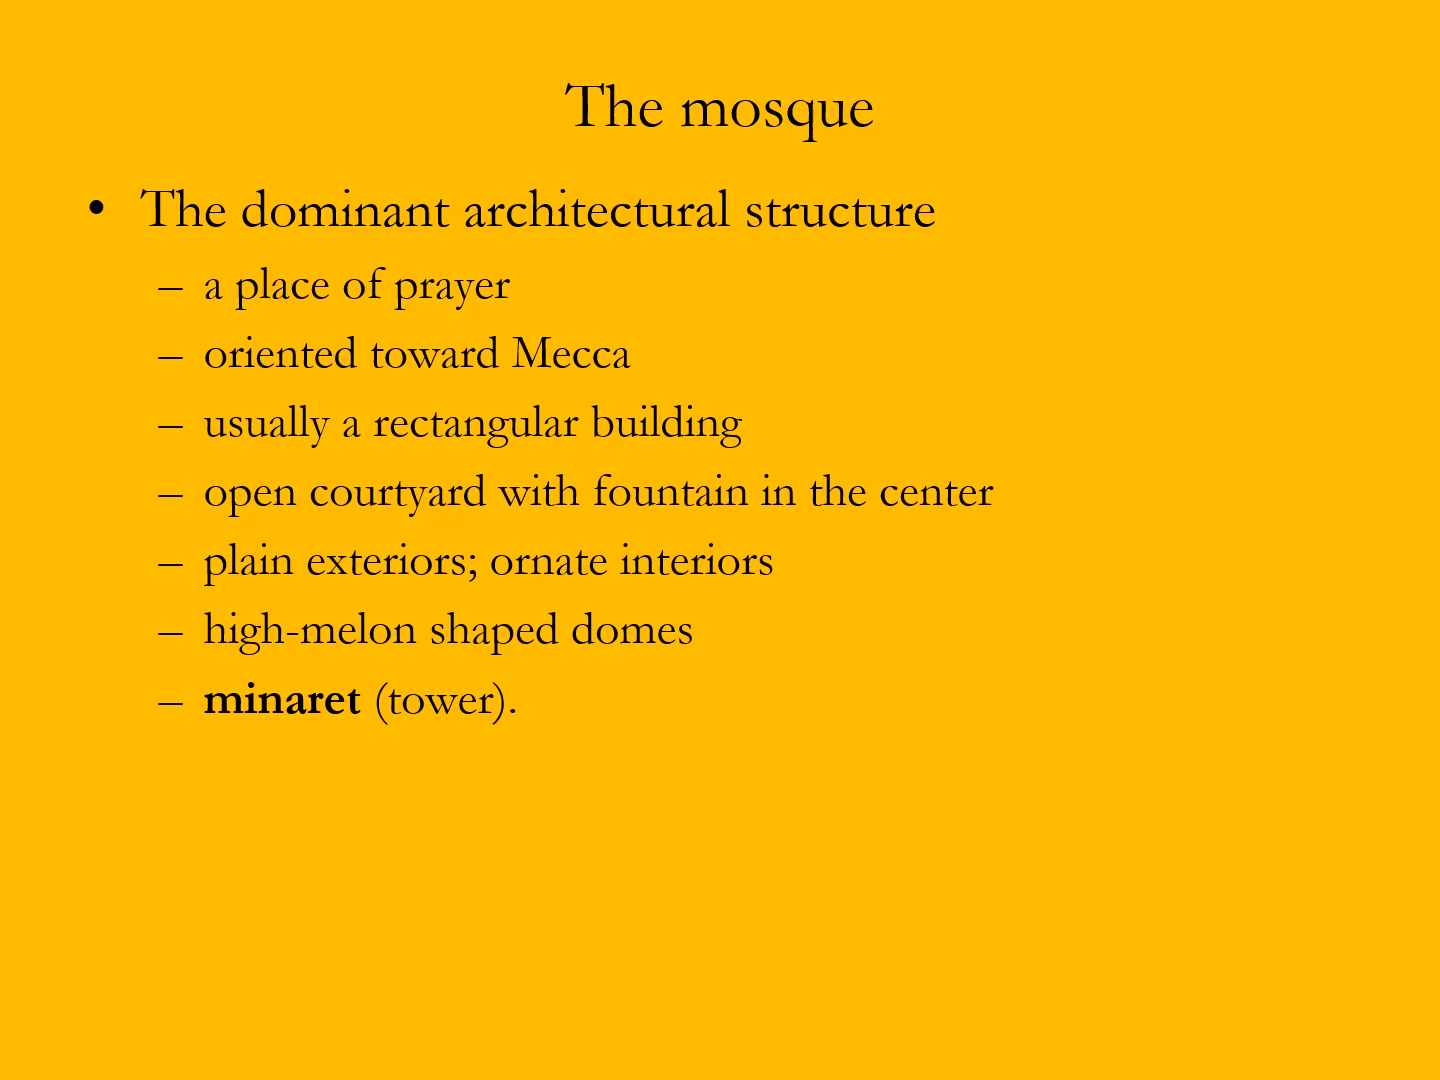 The mosque
• The dominant architectural structure
– a place of prayer
– oriented toward Mecca
– usually a rectangular building
– open courtyard with fountain in the center
– plain exteriors; ornate interiors
– high-melon shaped domes
– minaret (tower).